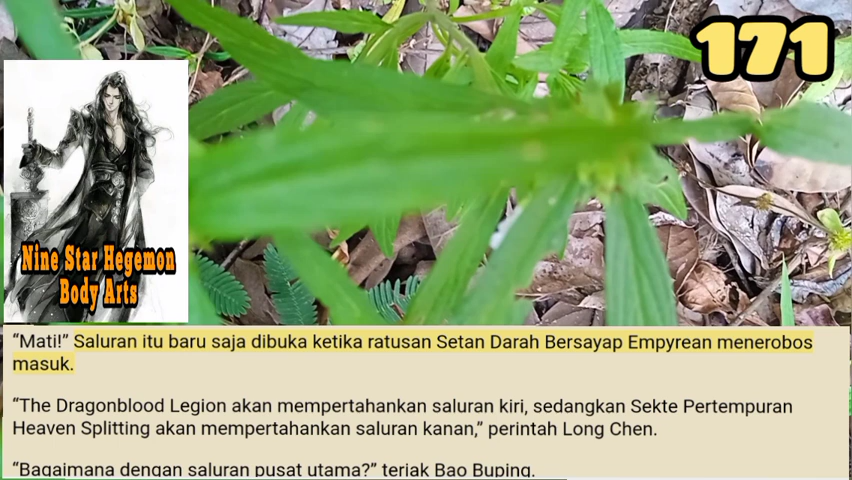 171
Nine Star Hegemon
Body Arts
“Mati!” Saluran itu baru saja dibuka ketika ratusan Setan Darah Bersayap Empyrean menerobos
masuk.
“The Dragonblood Legion akan mempertahankan saluran kiri, sedangkan Sekte Pertempuran
Heaven Splitting akan mempertahankan saluran kanan,” perintah Long Chen.
“Bagaimana dengan saluran pusat utama?” teriak Bao Buping.